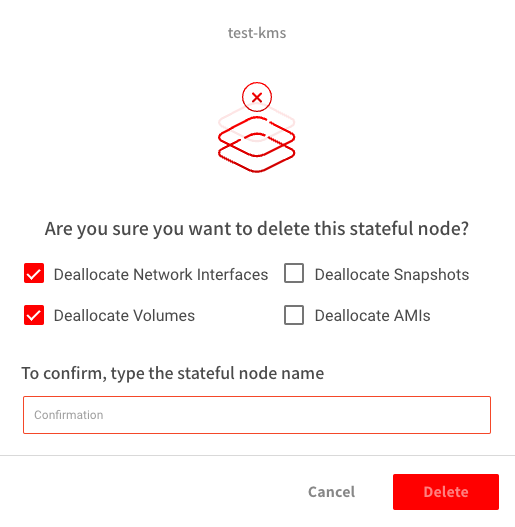 test-kms
Are you sure you want to delete this stateful node?
Deallocate Network Interfaces
Deallocate Snapshots
Deallocate Volumes
Deallocate AMIs
To confirm, type the stateful node name
Confirmation
Cancel
Delete